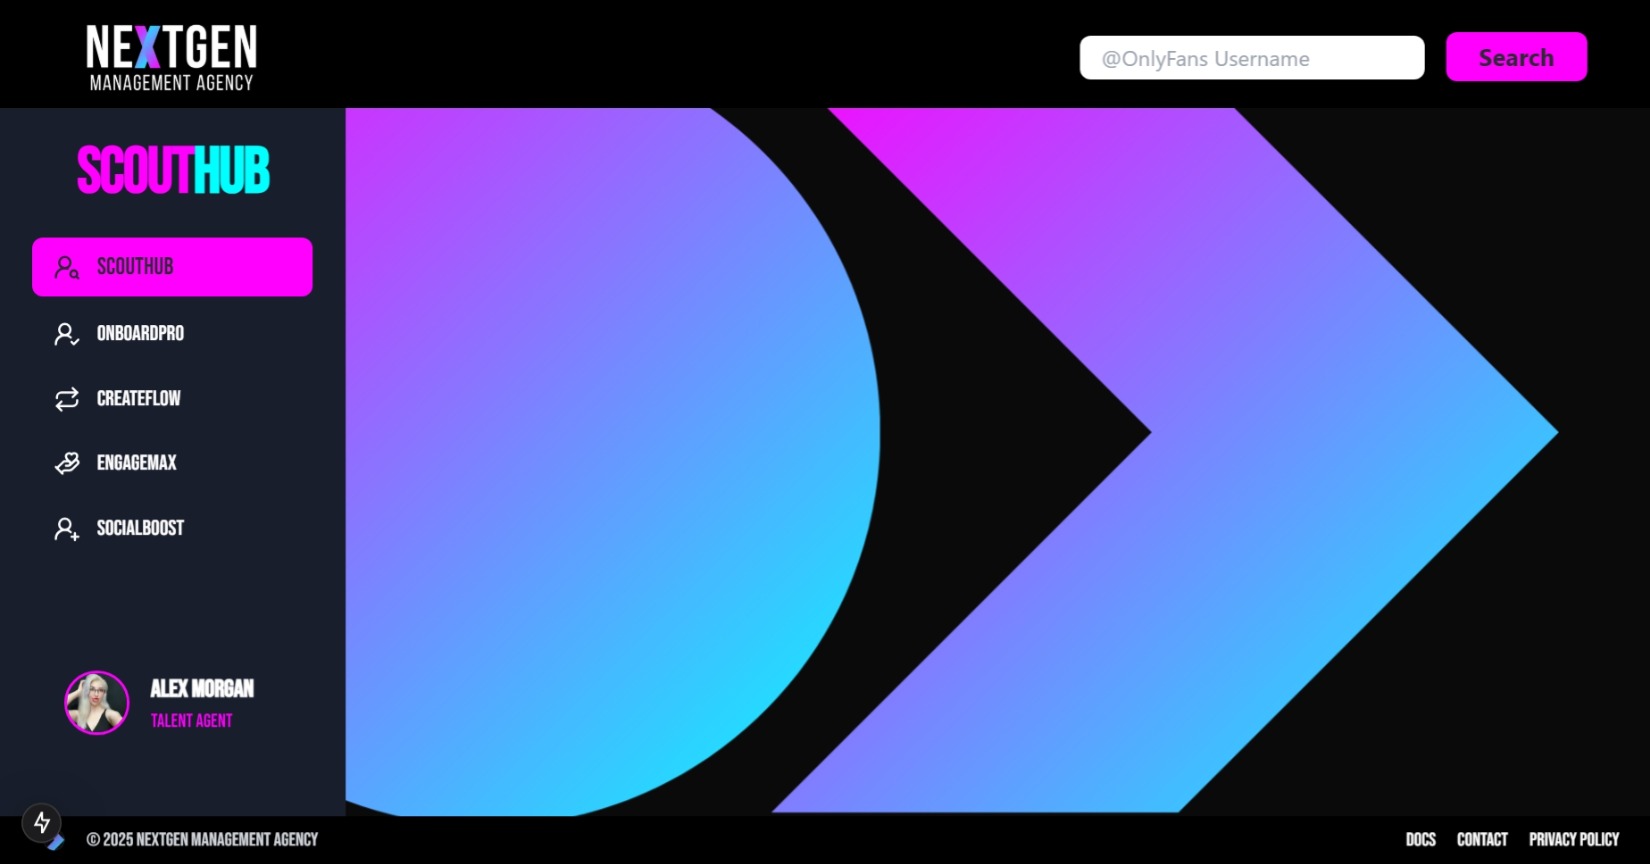 NEXTGEN
MANAGEMENT AGENCY
@OnlyFans Username
Search
SCOUTHUB
SCOUTHUB
ONBOARDPRO
CREATEFLOW
ENGAGEMAX
SOCIALBOOST
ALEX MORGAN
TALENT AGENT
© 2025 NEXTGEN MANAGEMENT AGENCY
DOCS CONTACT PRIVACY POLICY